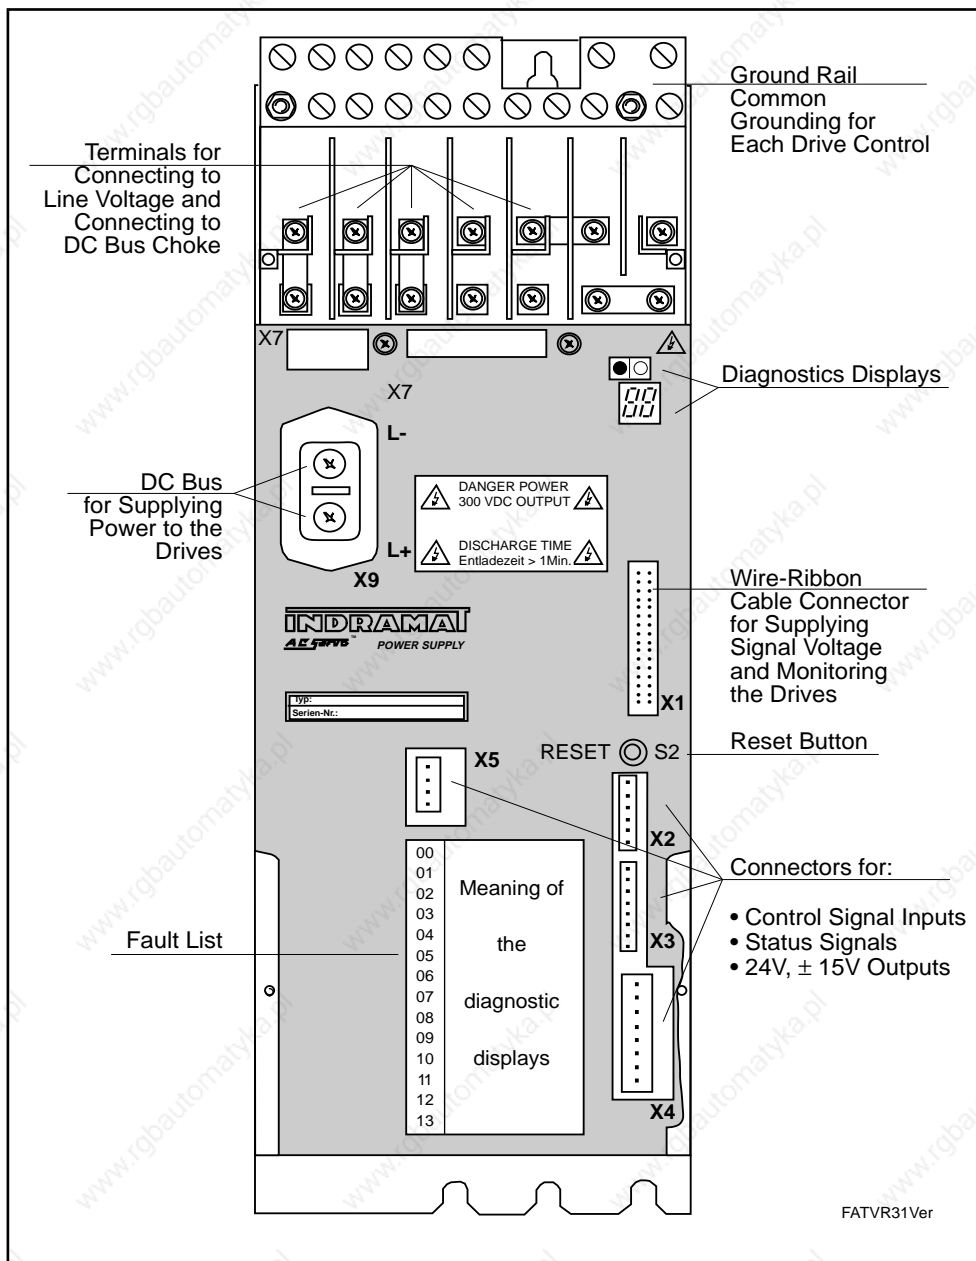 Ground Rail
Common
Grounding for
Each Drive Control
Terminals for
Connecting to
Line Voltage and
Connecting to
DC Bus Choke
X7
X7
Diagnostics Displays
L-
DC Bus
for Supplying
Power to the
Drives
DANGER POWER
300 VDC OUTPUT
DISCHARGE TIME
Entladezeit > 1Min.
L+
X9
Wire-Ribbon
Cable Connector
for Supplying
Signal Voltage
and Monitoring
the Drives
X1
INDRAMAT
AC Servo™ POWER SUPPLY
Typ:
Serien-Nr.:
RESET S2
Reset Button
X5
X2
X3
X4
Connectors for:
• Control Signal Inputs
• Status Signals
• 24V, ± 15V Outputs
Fault List
00
01
02
03
04
05
06
07
08
09
10
11
12
13
Meaning of
the
diagnostic
displays
FATVR31Ver
www.rgbautomatyka.pl